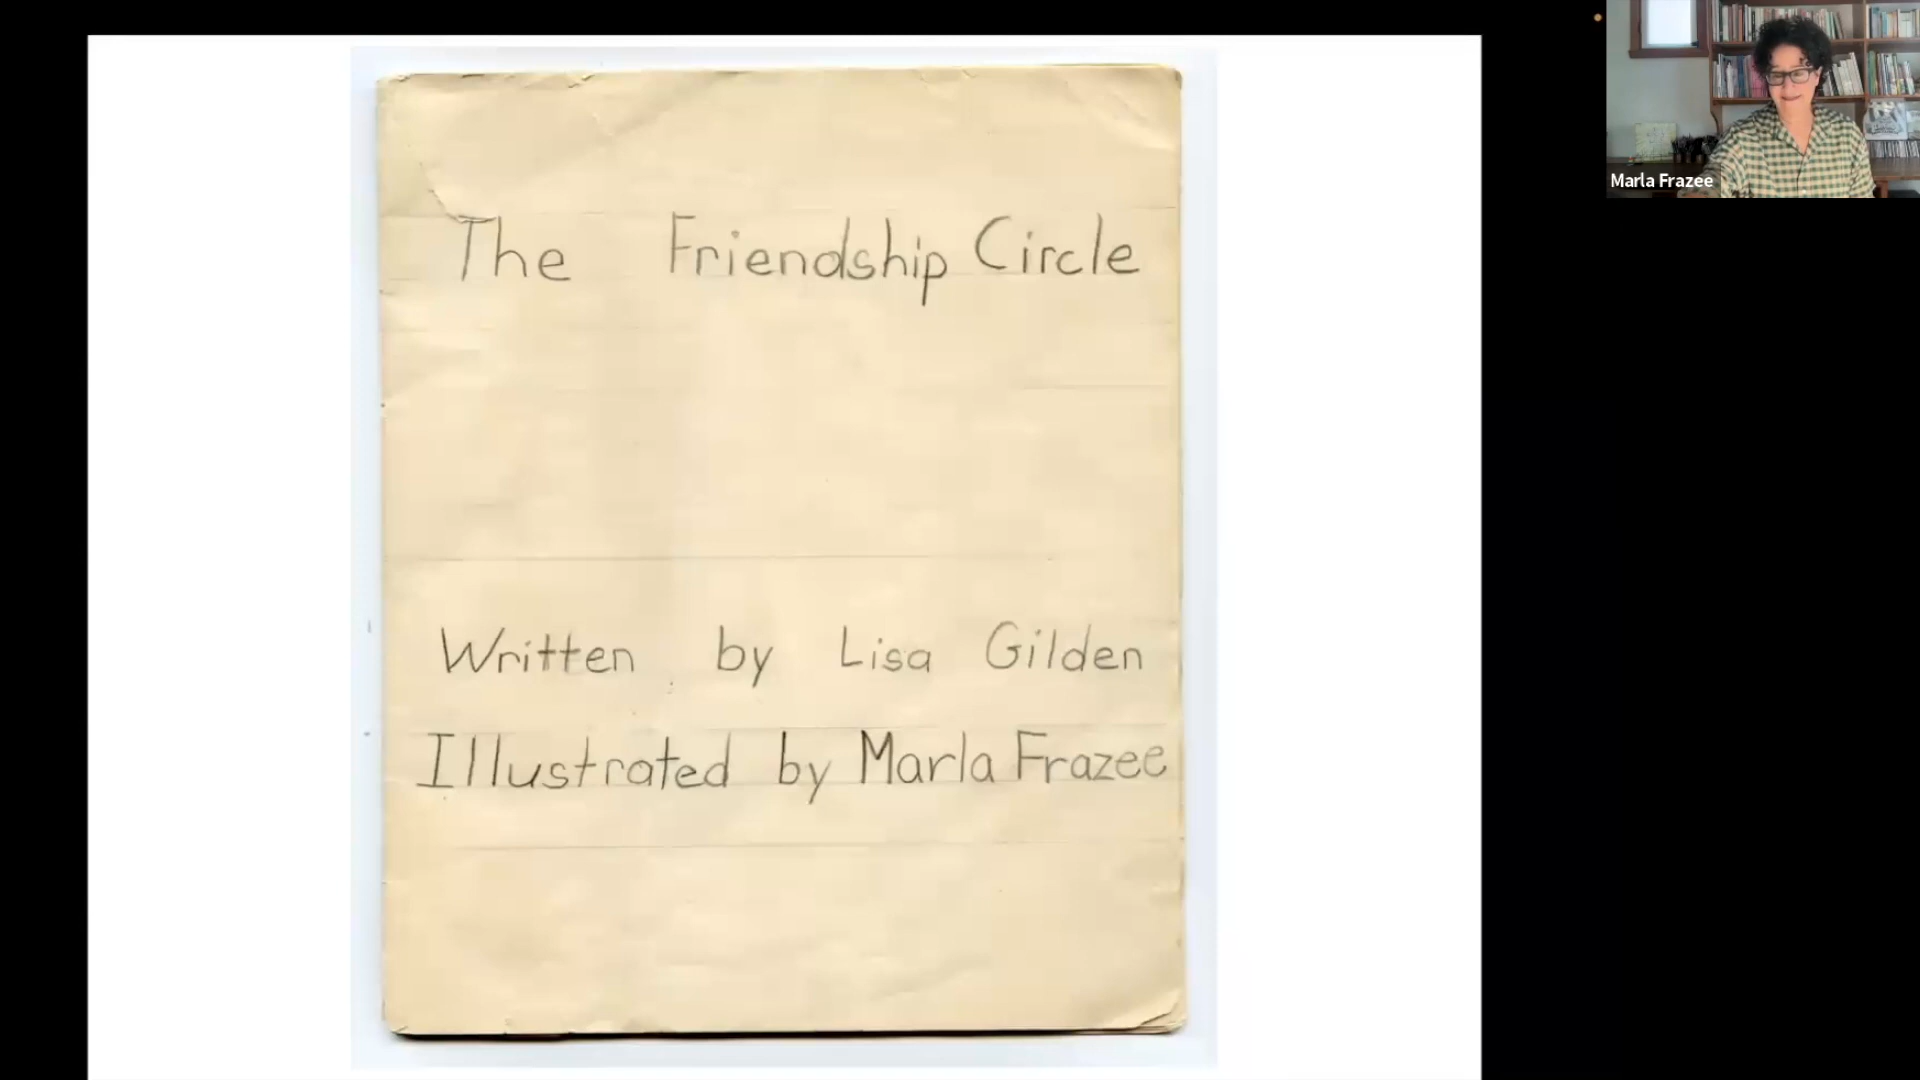 The Friendship Circle
Written by Lisa Gilden
Illustrated by Marla Frazee
Marla Frazee